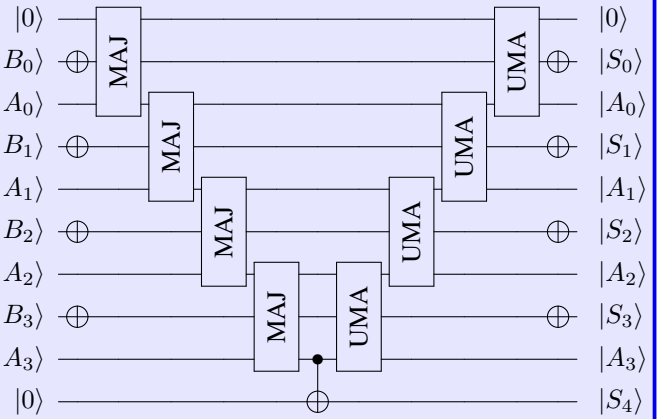 |0⟩ |0⟩
B₀⟩ |S₀⟩
A₀⟩ |A₀⟩
B₁⟩ |S₁⟩
A₁⟩ |A₁⟩
B₂⟩ |S₂⟩
A₂⟩ |A₂⟩
B₃⟩ |S₃⟩
A₃⟩ |A₃⟩
|0⟩ |S₄⟩
MAJ
MAJ
MAJ
MAJ
UMA
UMA
UMA
UMA